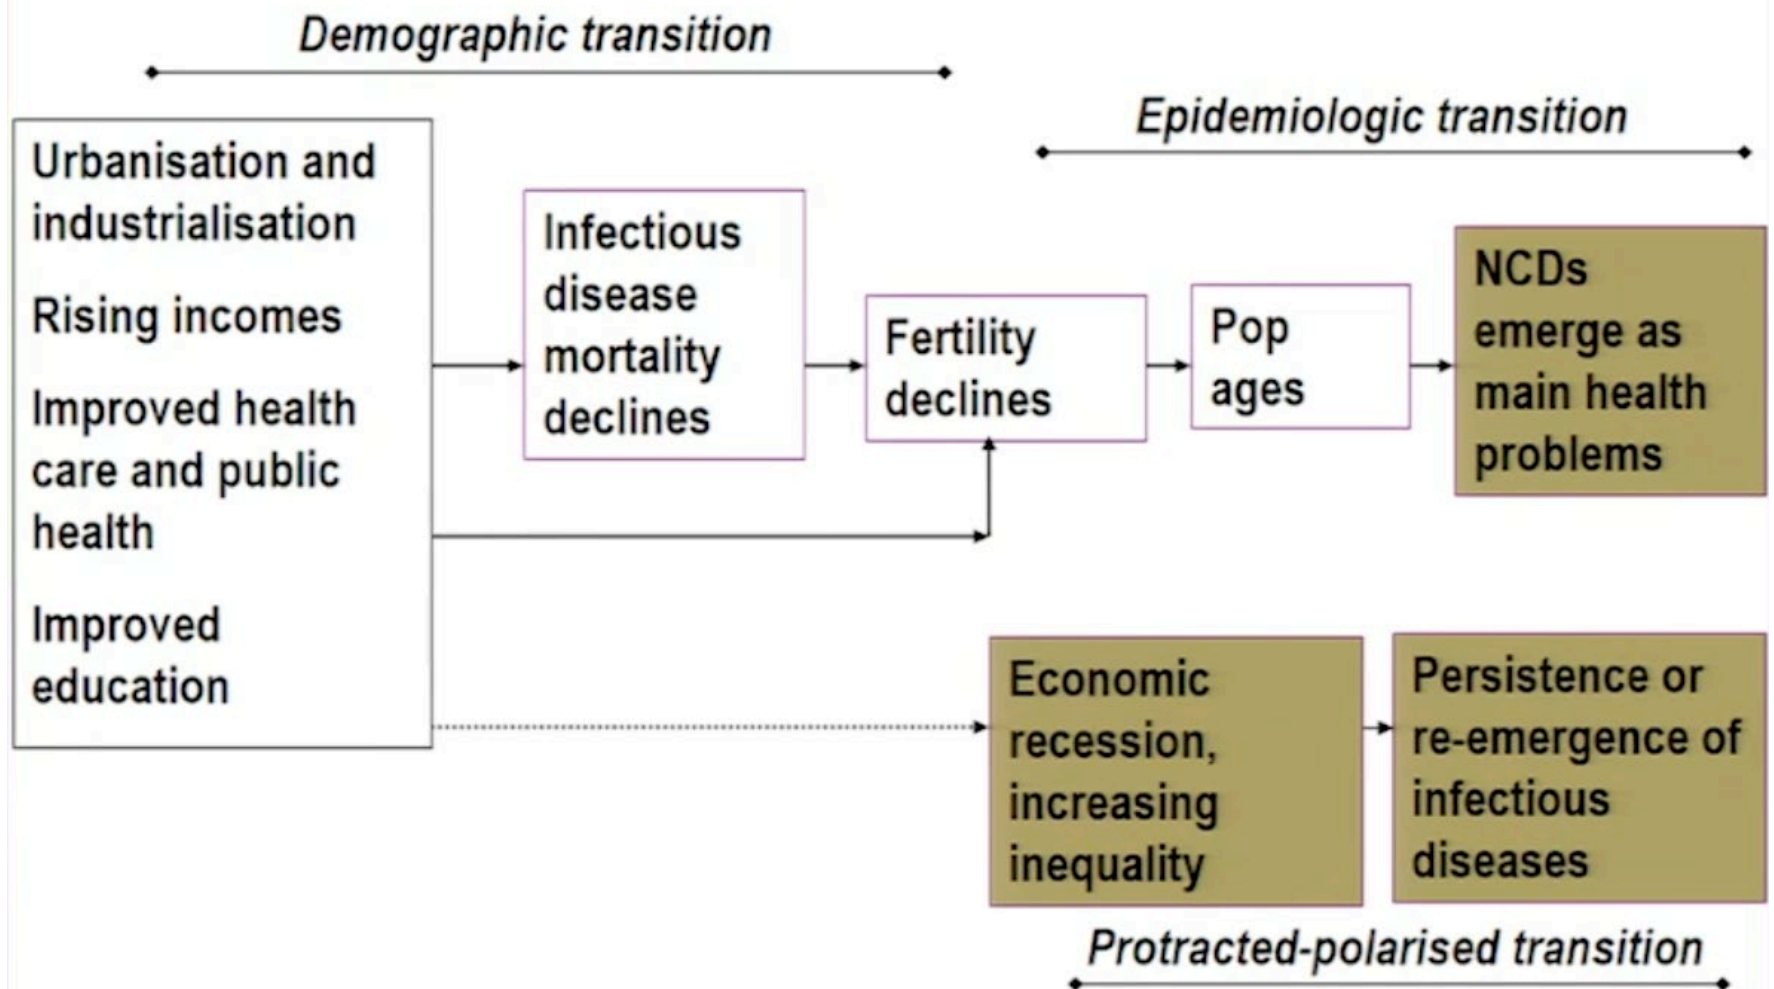 Demographic transition
Epidemiologic transition
Urbanisation and
industrialisation
Rising incomes
Improved health
care and public
health
Improved
education
Infectious
disease
mortality
declines
Fertility
declines
Pop
ages
NCDs
emerge as
main health
problems
Economic
recession,
increasing
inequality
Persistence or
re-emergence of
infectious
diseases
Protracted-polarised transition